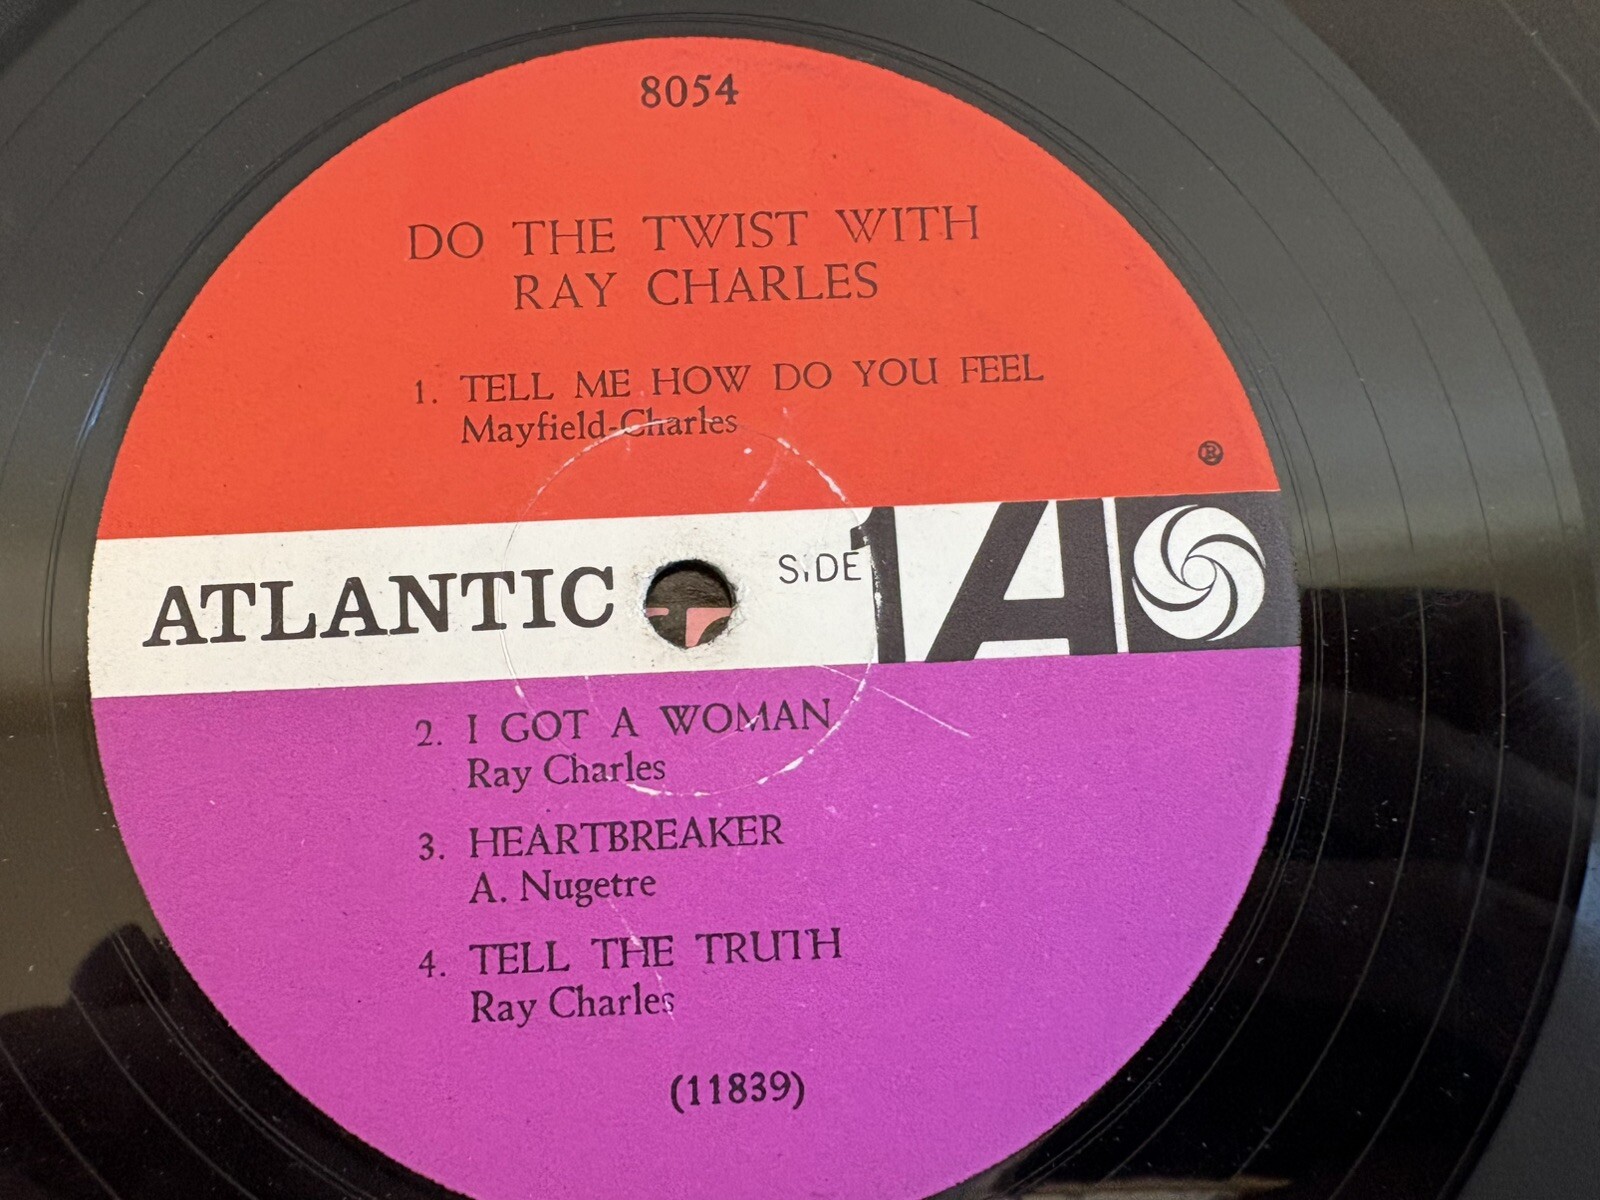 8054
DO THE TWIST WITH
RAY CHARLES
1. TELL ME HOW DO YOU FEEL
Mayfield-Charles
®
ATLANTIC SIDE 1 A
2. I GOT A WOMAN
Ray Charles
3. HEARTBREAKER
A. Nugetre
4. TELL THE TRUTH
Ray Charles
(11839)